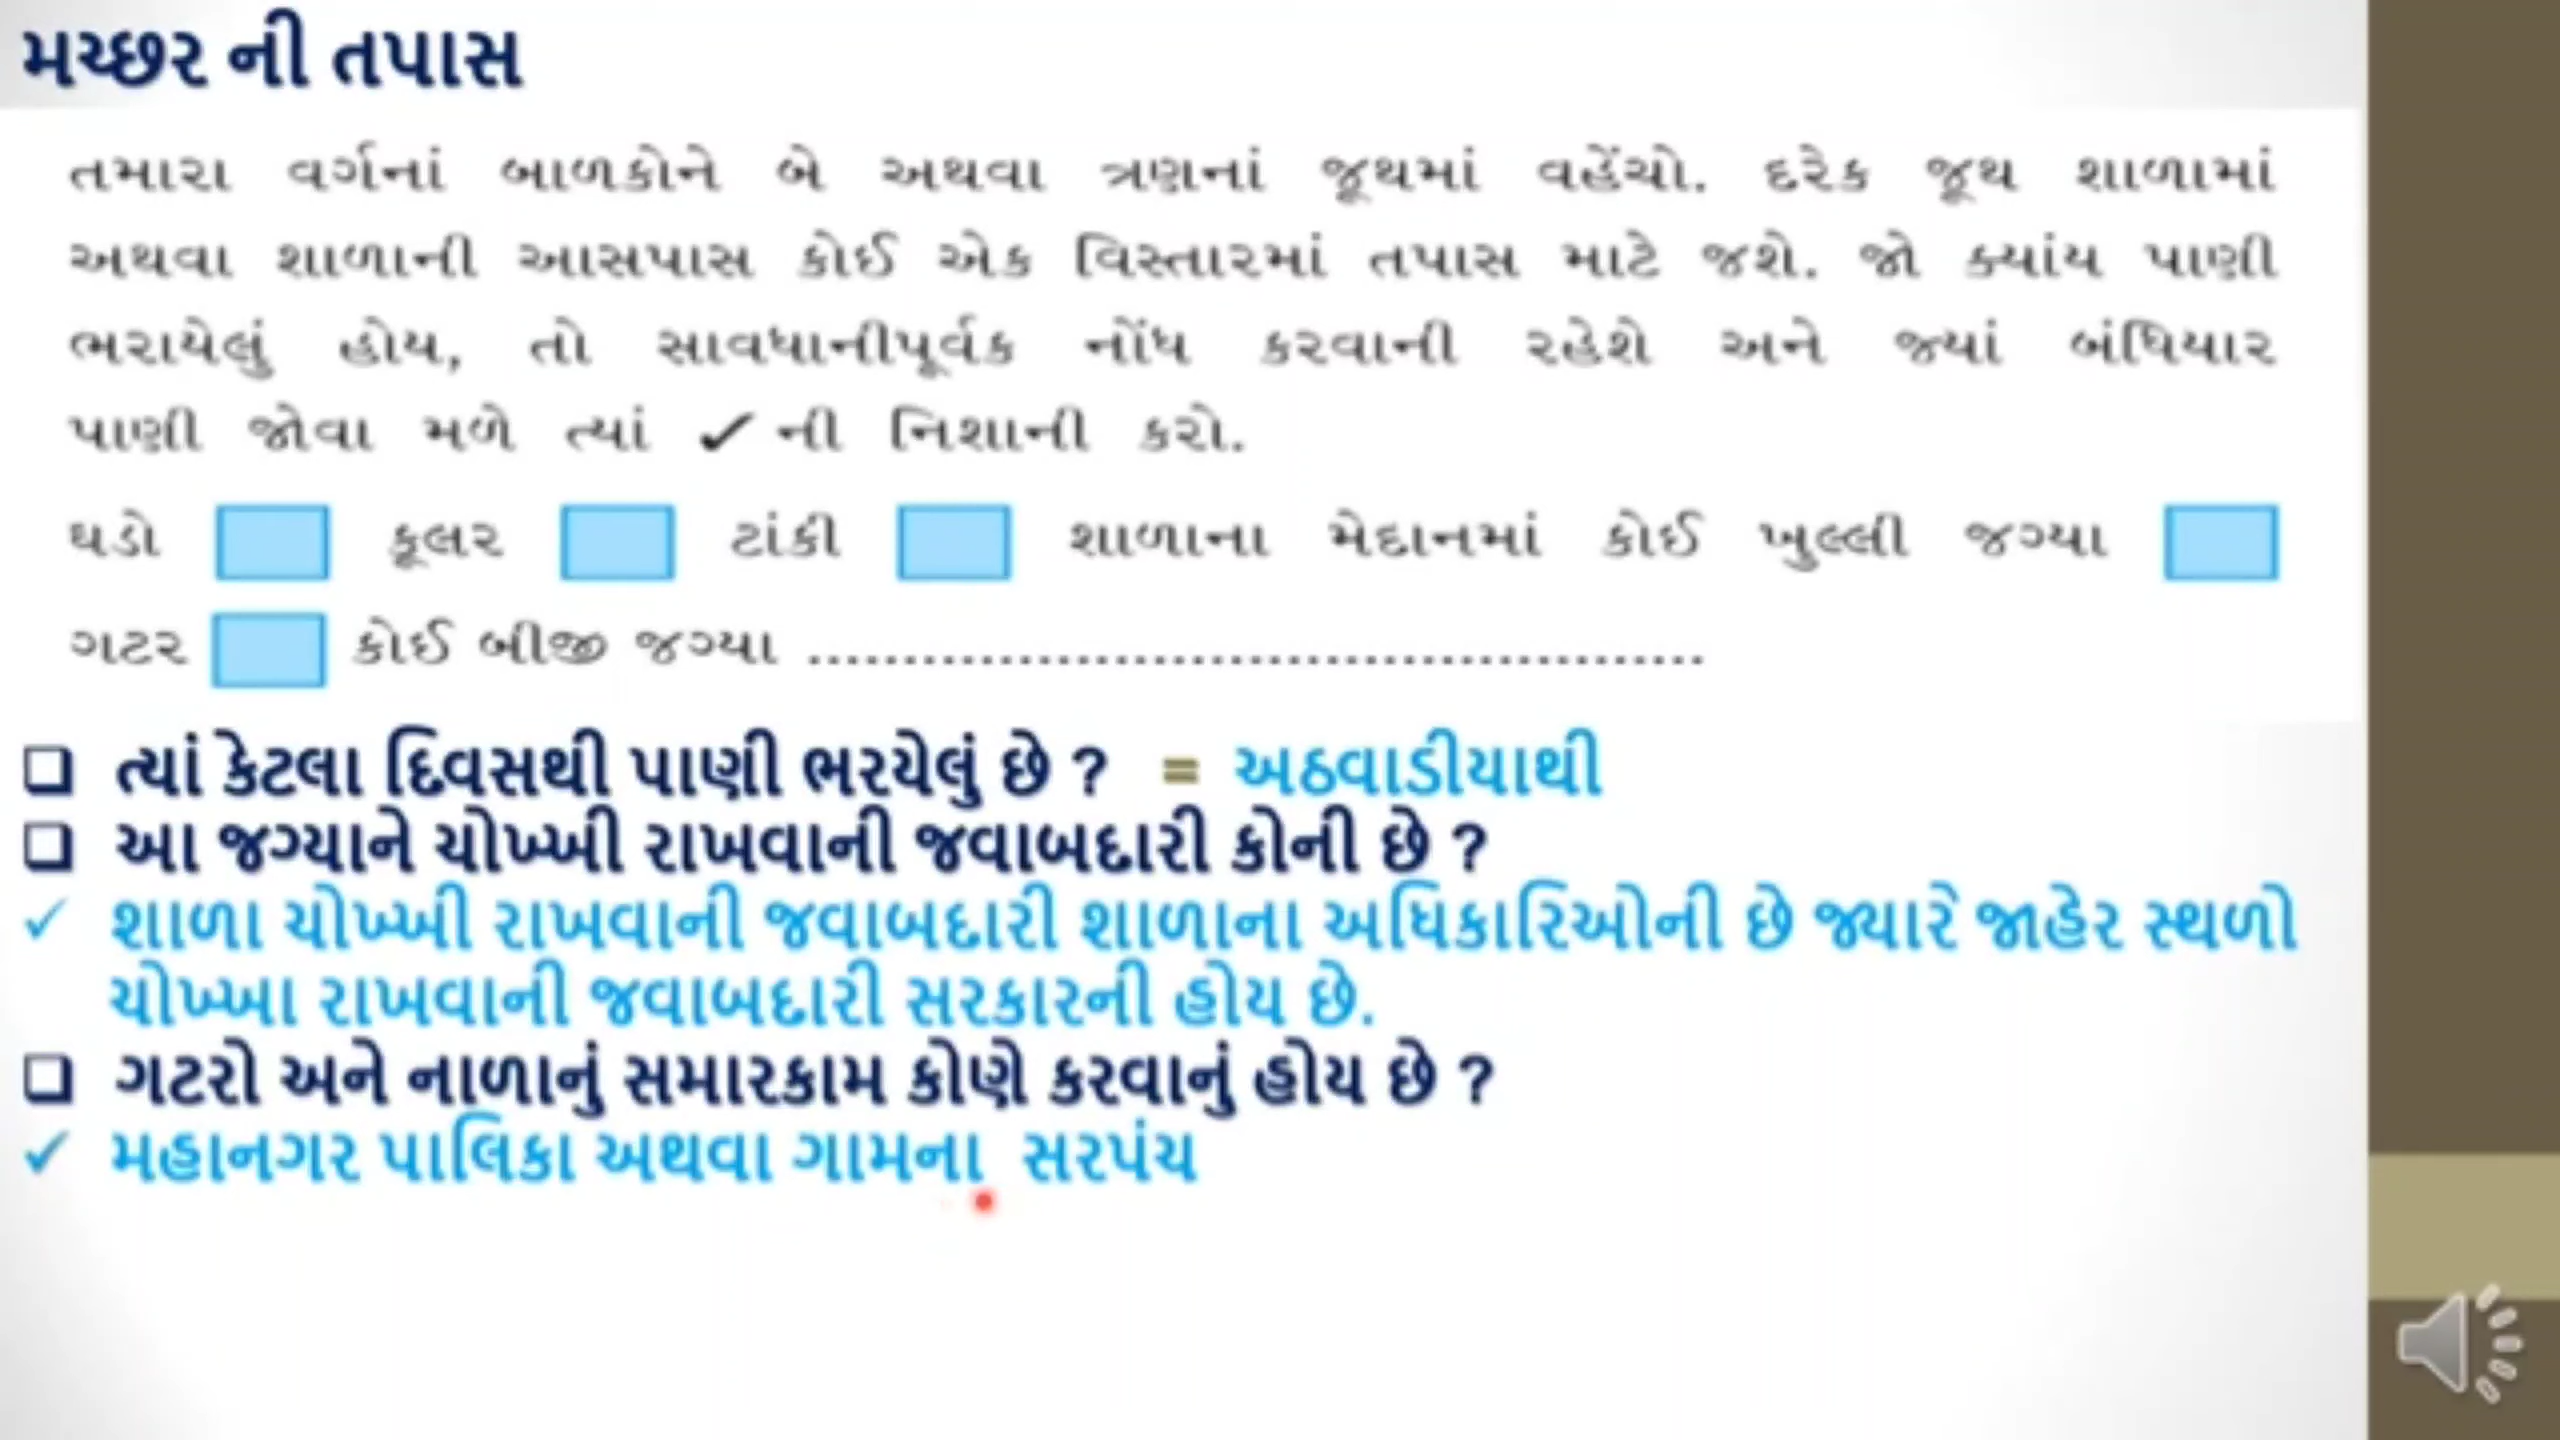 મચ્છર ની તપાસ
તમારા વર્ગનાં બાળકોને બે અથવા ત્રણનાં જૂથમાં વહેંચો. દરેક જૂથ શાળામાં
અથવા શાળાની આસપાસ કોઈ એક વિસ્તારમાં તપાસ માટે જશે. જો ક્યાંય પાણી
ભરાયેલું હોય, તો સાવધાનીપૂર્વક નોંધ કરવાની રહેશે અને જ્યાં બંધિયાર
પાણી જોવા મળે ત્યાં ✓ ની નિશાની કરો.
ઘડો કૂલર ટાંકી શાળાના મેદાનમાં કોઈ ખુલ્લી જગ્યા
ગટર કોઈ બીજી જગ્યા ................................................
❑ ત્યાં કેટલા દિવસથી પાણી ભરયેલું છે ? = અઠવાડીયાથી
❑ આ જગ્યાને ચોખ્ખી રાખવાની જવાબદારી કોની છે ?
✓ શાળા ચોખ્ખી રાખવાની જવાબદારી શાળાના અધિકારિઓની છે જ્યારે જાહેર સ્થળો
ચોખ્ખા રાખવાની જવાબદારી સરકારની હોય છે.
❑ ગટરો અને નાળાનું સમારકામ કોણે કરવાનું હોય છે ?
✓ મહાનગર પાલિકા અથવા ગામના સરપંચ